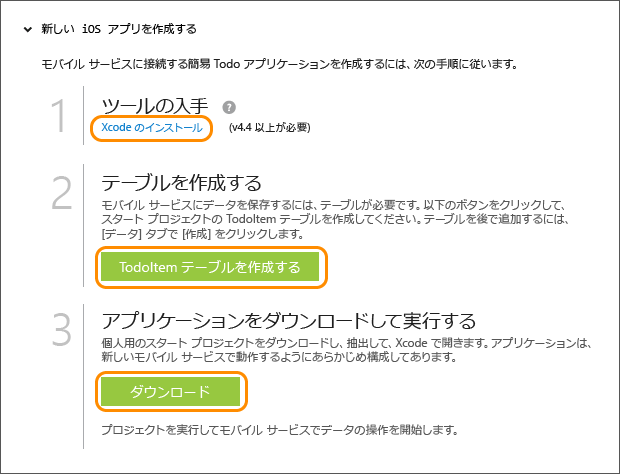 新しい iOS アプリを作成する
モバイル サービスに接続する簡易 Todo アプリケーションを作成するには、次の手順に従います。
1
ツールの入手 ?
Xcode のインストール (v4.4 以上が必要)
2
テーブルを作成する
モバイル サービスにデータを保存するには、テーブルが必要です。以下のボタンをクリックして、
スタート プロジェクトの TodoItem テーブルを作成してください。テーブルを後で追加するには、
[データ] タブで [作成] をクリックします。
TodoItem テーブルを作成する
3
アプリケーションをダウンロードして実行する
個人用のスタート プロジェクトをダウンロードし、抽出して、Xcode で開きます。アプリケーションは、
新しいモバイル サービスで動作するようにあらかじめ構成してあります。
ダウンロード
プロジェクトを実行してモバイル サービスでデータの操作を開始します。